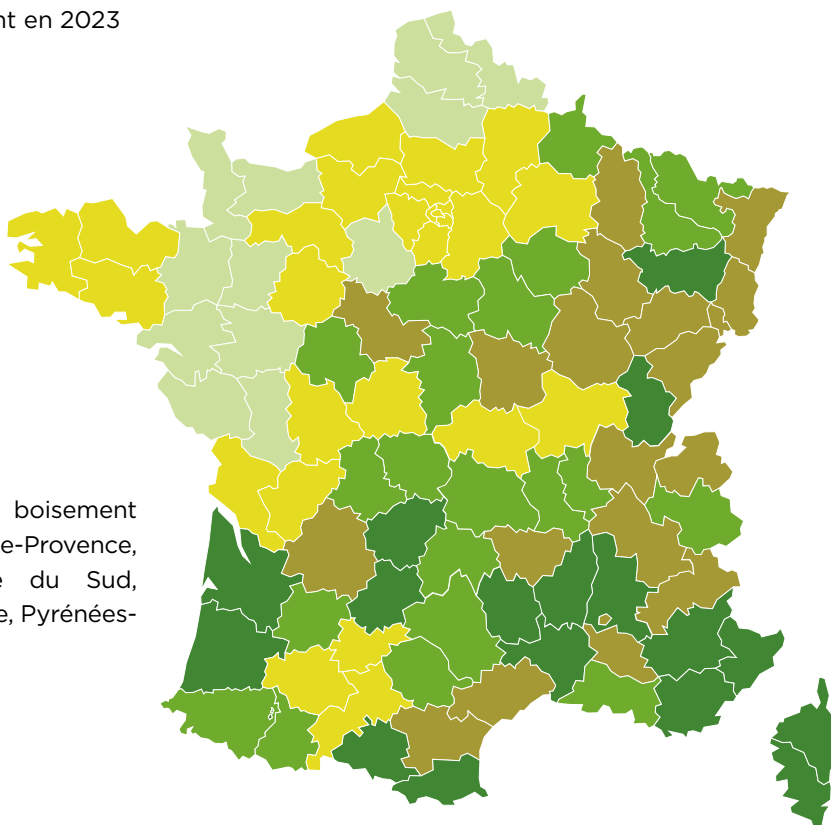 nt en 2023
boisement
e-Provence,
du Sud,
e, Pyrénées-